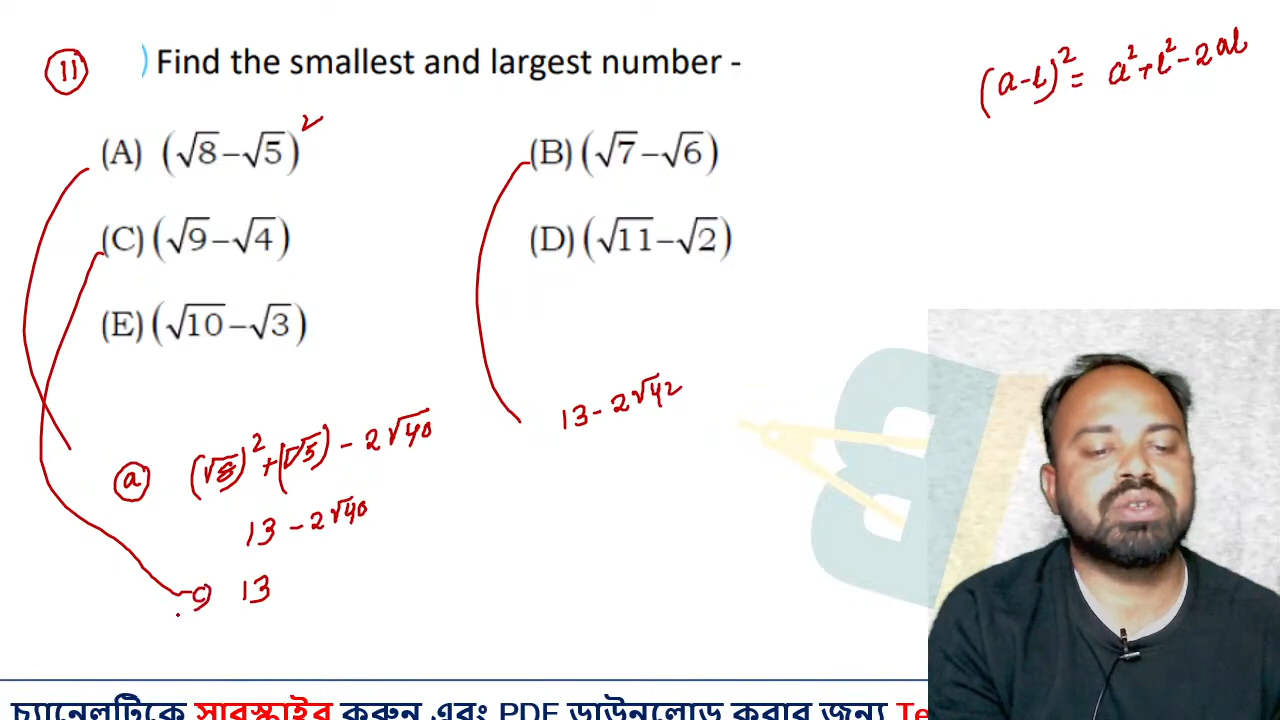 11 ) Find the smallest and largest number -
(a-b)² = a²+b²-2ab
(A) (√8–√5)²
(B) (√7–√6)
(C) (√9–√4)
(D) (√11–√2)
(E) (√10–√3)
13 - 2√42
a (√8)² + (√5) - 2√40
13 - 2√40
c) 13
চ্যানেলটিকে সাবস্ক্রাইব করুন এবং PDF ডাউনলোড করার জন্য Te